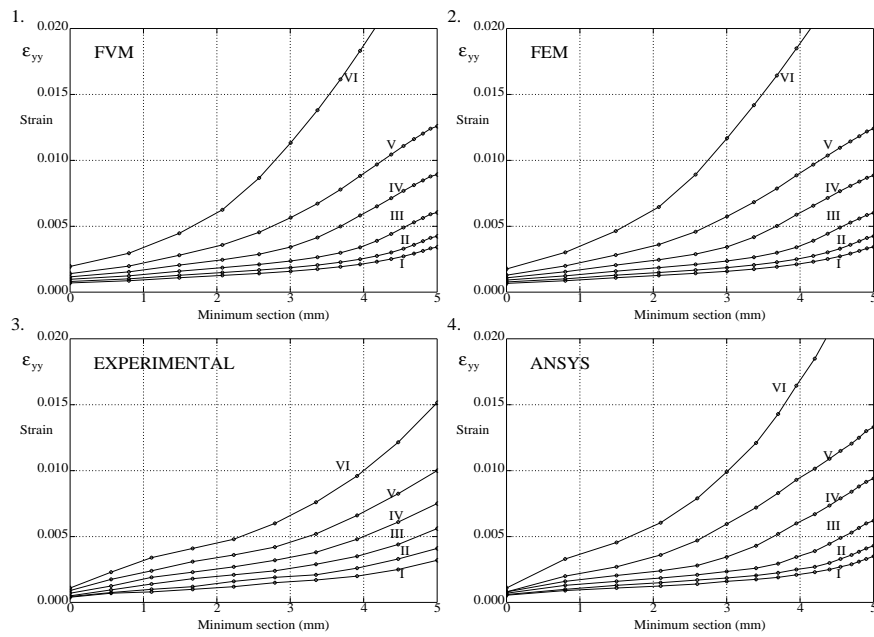 1.
0.020
ε_yy
FVM
0.015
VI
Strain
0.010
V
IV
0.005
III
II
I
0.000
0 1 2 3 4 5
Minimum section (mm)
2.
0.020
ε_yy
FEM
0.015
VI
Strain
0.010
V
IV
0.005
III
II
I
0.000
0 1 2 3 4 5
Minimum section (mm)
3.
0.020
ε_yy
EXPERIMENTAL
0.015
Strain
VI
0.010
V
IV
0.005
III
II
I
0.000
0 1 2 3 4 5
Minimum section (mm)
4.
0.020
ε_yy
ANSYS
VI
0.015
Strain
V
0.010
IV
III
0.005
II
I
0.000
0 1 2 3 4 5
Minimum section (mm)